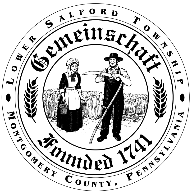 LOWER SALFORD TOWNSHIP
Gemeinschaft
Founded 1741
MONTGOMERY COUNTY, PENNSYLVANIA